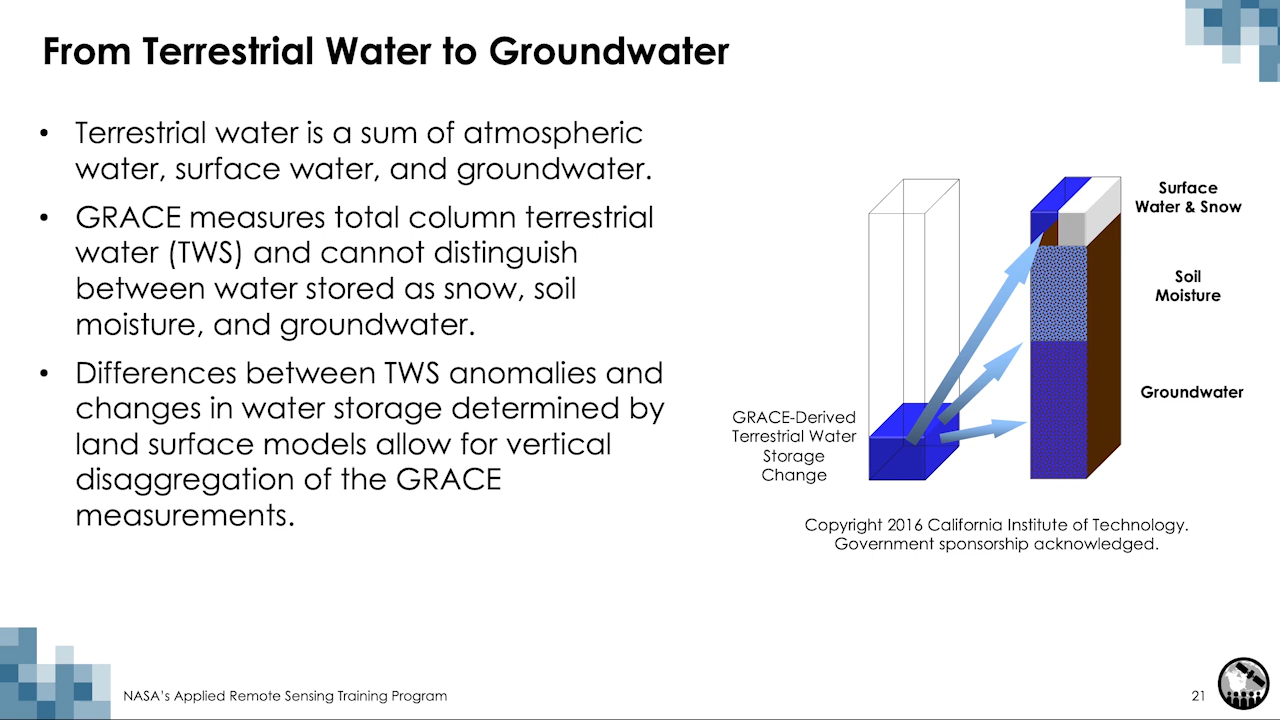 From Terrestrial Water to Groundwater
• Terrestrial water is a sum of atmospheric
water, surface water, and groundwater.
• GRACE measures total column terrestrial
water (TWS) and cannot distinguish
between water stored as snow, soil
moisture, and groundwater.
• Differences between TWS anomalies and
changes in water storage determined by
land surface models allow for vertical
disaggregation of the GRACE
measurements.
GRACE-Derived
Terrestrial Water
Storage
Change
Surface
Water & Snow
Soil
Moisture
Groundwater
Copyright 2016 California Institute of Technology.
Government sponsorship acknowledged.
NASA's Applied Remote Sensing Training Program
21